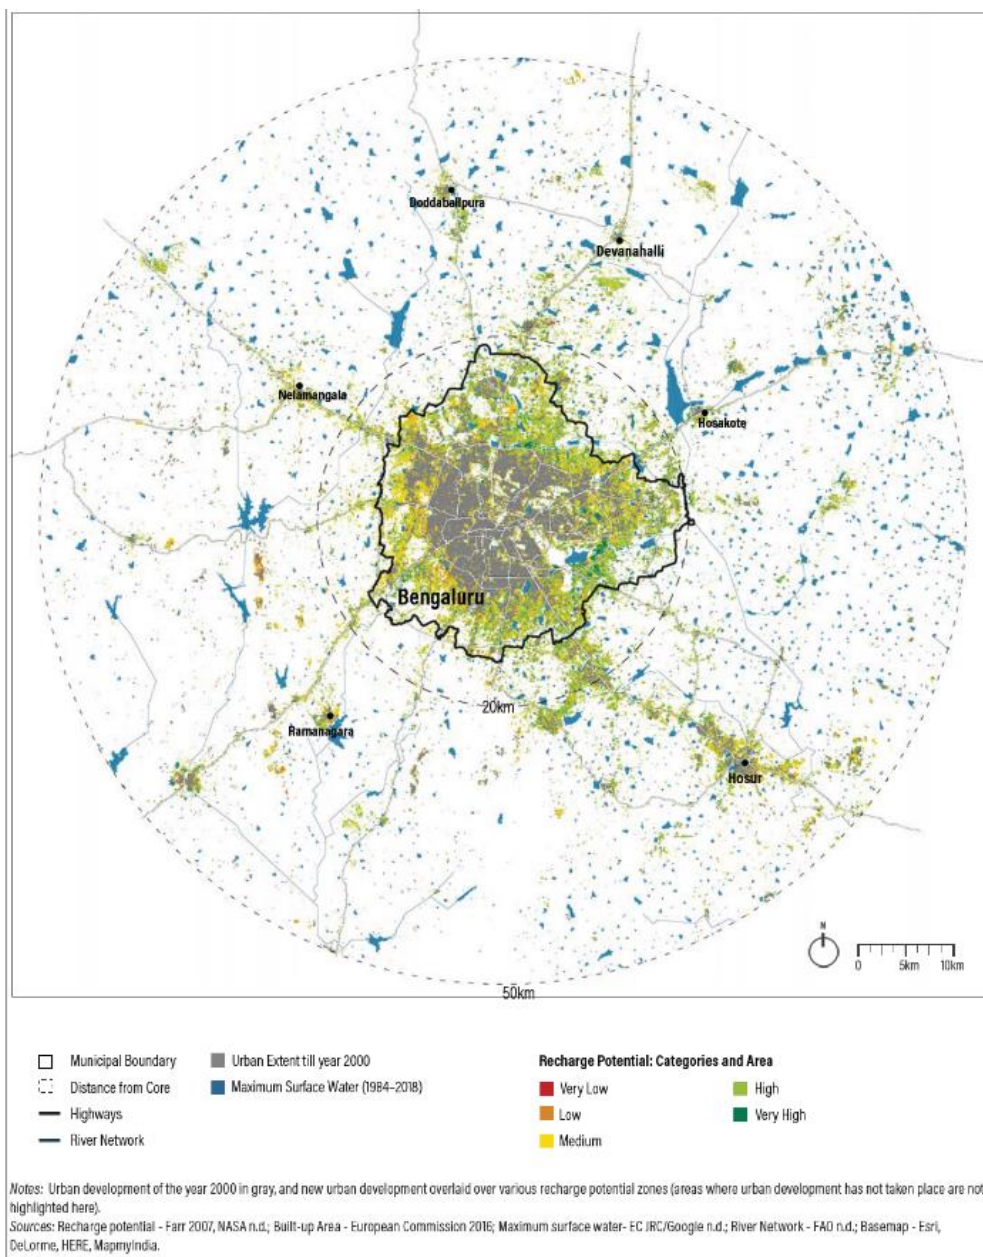 Doddaballpura
Devanahalli
Nelamangala
Hosakote
Bengaluru
20km
Ramanagara
Hosur
N
0 5km 10km
50km
Municipal Boundary
Distance from Core
Highways
River Network
Urban Extent till year 2000
Maximum Surface Water (1984–2018)
Recharge Potential: Categories and Area
Very Low
Low
Medium
High
Very High
Notes: Urban development of the year 2000 in gray, and new urban development overlaid over various recharge potential zones (areas where urban development has not taken place are not
highlighted here).
Sources: Recharge potential - Farr 2007, NASA n.d.; Built-up Area - European Commission 2016; Maximum surface water- EC JRC/Google n.d.; River Network - FAO n.d.; Basemap - Esri,
DeLorme, HERE, MapmyIndia.